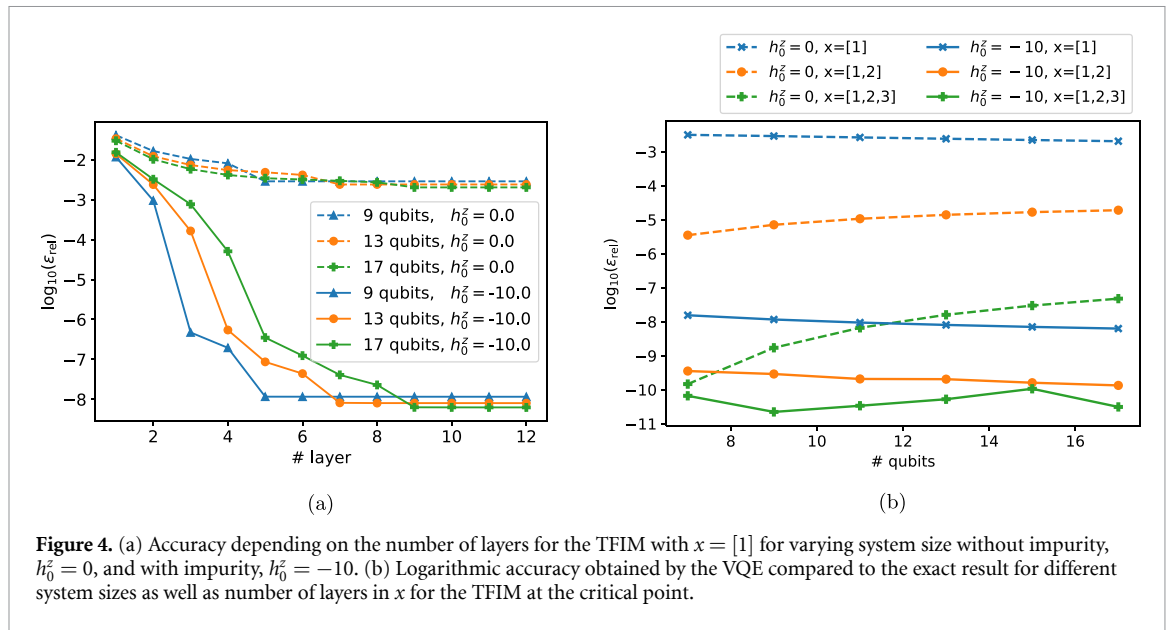 −2
−3
−4
−5
−6
−7
−8
log₁₀(ε_rel)
9 qubits, h₀ᶻ = 0.0
13 qubits, h₀ᶻ = 0.0
17 qubits, h₀ᶻ = 0.0
9 qubits, h₀ᶻ = -10.0
13 qubits, h₀ᶻ = -10.0
17 qubits, h₀ᶻ = -10.0
2 4 6 8 10 12
# layer
(a)
h₀ᶻ = 0, x=[1] h₀ᶻ = − 10, x=[1]
h₀ᶻ = 0, x=[1,2] h₀ᶻ = − 10, x=[1,2]
h₀ᶻ = 0, x=[1,2,3] h₀ᶻ = − 10, x=[1,2,3]
−3
−4
−5
−6
−7
−8
−9
−10
−11
log₁₀(ε_rel)
8 10 12 14 16
# qubits
(b)
Figure 4. (a) Accuracy depending on the number of layers for the TFIM with x = [1] for varying system size without impurity,
h₀ᶻ = 0, and with impurity, h₀ᶻ = −10. (b) Logarithmic accuracy obtained by the VQE compared to the exact result for different
system sizes as well as number of layers in x for the TFIM at the critical point.